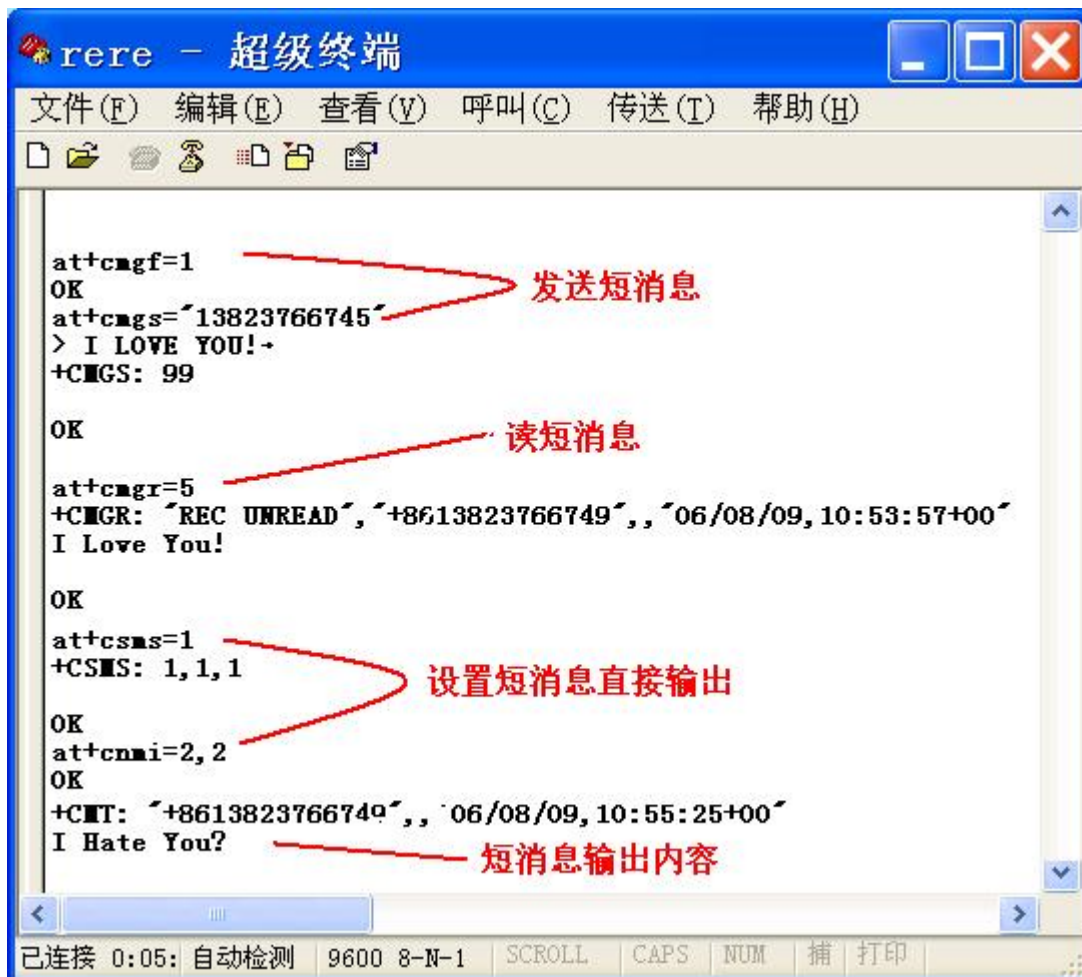 rere - 超级终端
文件(F) 编辑(E) 查看(V) 呼叫(C) 传送(T) 帮助(H)
at+cmgf=1
OK
发送短消息
at+cmgs="13823766745"
> I LOVE YOU!→
+CMGS: 99
OK
读短消息
at+cmgr=5
+CMGR: "REC UNREAD","+8613823766749",,"06/08/09,10:53:57+00"
I Love You!
OK
at+csms=1
+CSMS: 1,1,1
设置短消息直接输出
OK
at+cnmi=2,2
OK
+CMT: "+8613823766749",,"06/08/09,10:55:25+00"
I Hate You?
短消息输出内容
已连接 0:05: 自动检测 9600 8-N-1 SCROLL CAPS NUM 捕 打印